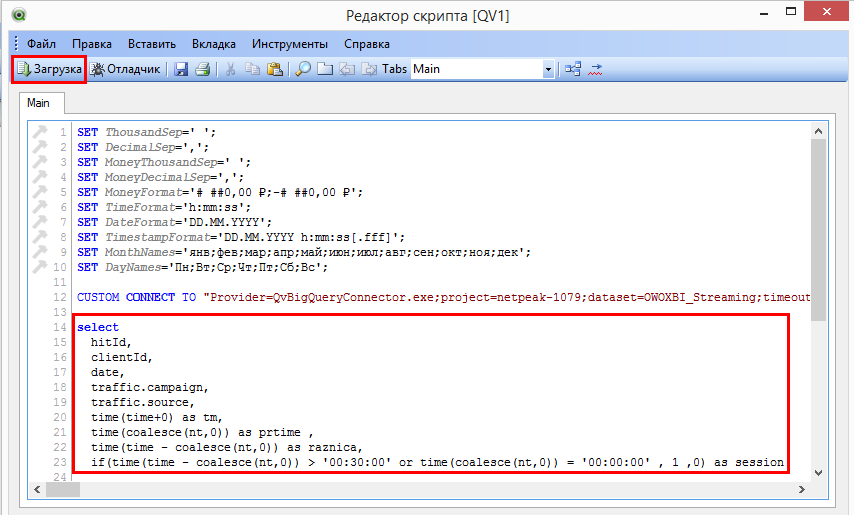 Редактор скрипта [QV1]
Файл Правка Вставить Вкладка Инструменты Справка
Загрузка Отладчик Tabs Main
Main
1 SET ThousandSep=' ';
2 SET DecimalSep=',';
3 SET MoneyThousandSep=' ';
4 SET MoneyDecimalSep=',';
5 SET MoneyFormat='# ##0,00 ₽;-# ##0,00 ₽';
6 SET TimeFormat='h:mm:ss';
7 SET DateFormat='DD.MM.YYYY';
8 SET TimestampFormat='DD.MM.YYYY h:mm:ss[.fff]';
9 SET MonthNames='янв;фев;мар;апр;май;июн;июл;авг;сен;окт;ноя;дек';
10 SET DayNames='Пн;Вт;Ср;Чт;Пт;Сб;Вс';
11
12 CUSTOM CONNECT TO "Provider=QvBigQueryConnector.exe;project=netpeak-1079;dataset=OWOXBI_Streaming;timeout
13
14 select
15 hitId,
16 clientId,
17 date,
18 traffic.campaign,
19 traffic.source,
20 time(time+0) as tm,
21 time(coalesce(nt,0)) as prtime ,
22 time(time - coalesce(nt,0)) as raznica,
23 if(time(time - coalesce(nt,0)) > '00:30:00' or time(coalesce(nt,0)) = '00:00:00' , 1 ,0) as session
24